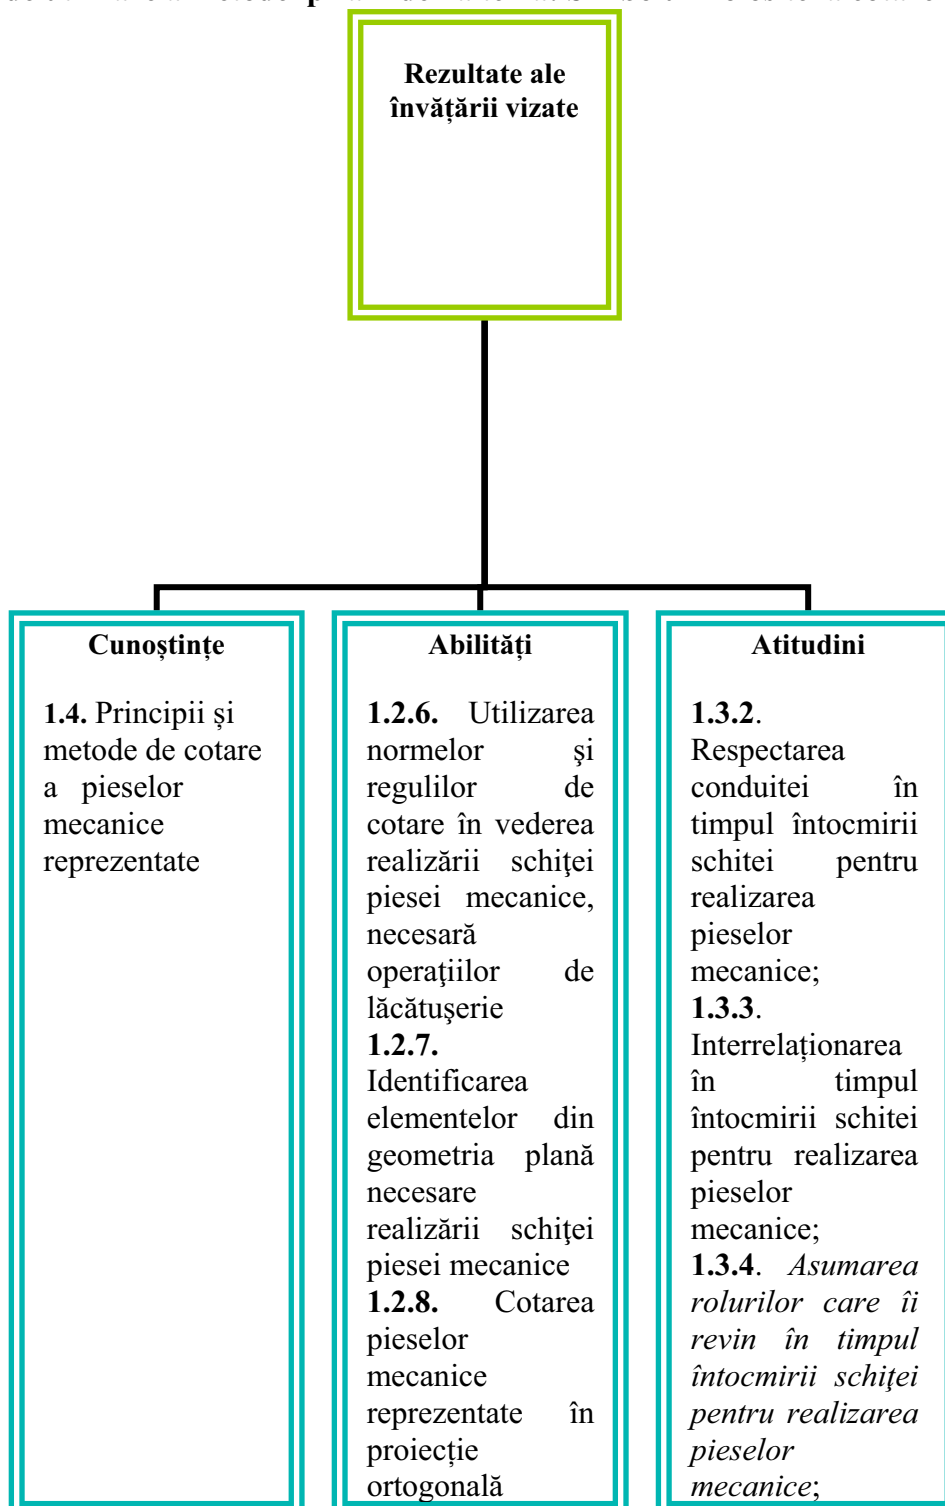 Rezultate ale
învățării vizate
Cunoștințe
1.4. Principii și
metode de cotare
a pieselor
mecanice
reprezentate
Abilități
1.2.6. Utilizarea
normelor şi
regulilor de
cotare în vederea
realizării schiţei
piesei mecanice,
necesară
operaţiilor de
lăcătuşerie
1.2.7.
Identificarea
elementelor din
geometria plană
necesare
realizării schiţei
piesei mecanice
1.2.8. Cotarea
pieselor
mecanice
reprezentate în
proiecție
ortogonală
Atitudini
1.3.2.
Respectarea
conduitei în
timpul întocmirii
schitei pentru
realizarea
pieselor
mecanice;
1.3.3.
Interrelaționarea
în timpul
întocmirii schitei
pentru realizarea
pieselor
mecanice;
1.3.4. Asumarea
rolurilor care îi
revin în timpul
întocmirii schiţei
pentru realizarea
pieselor
mecanice;